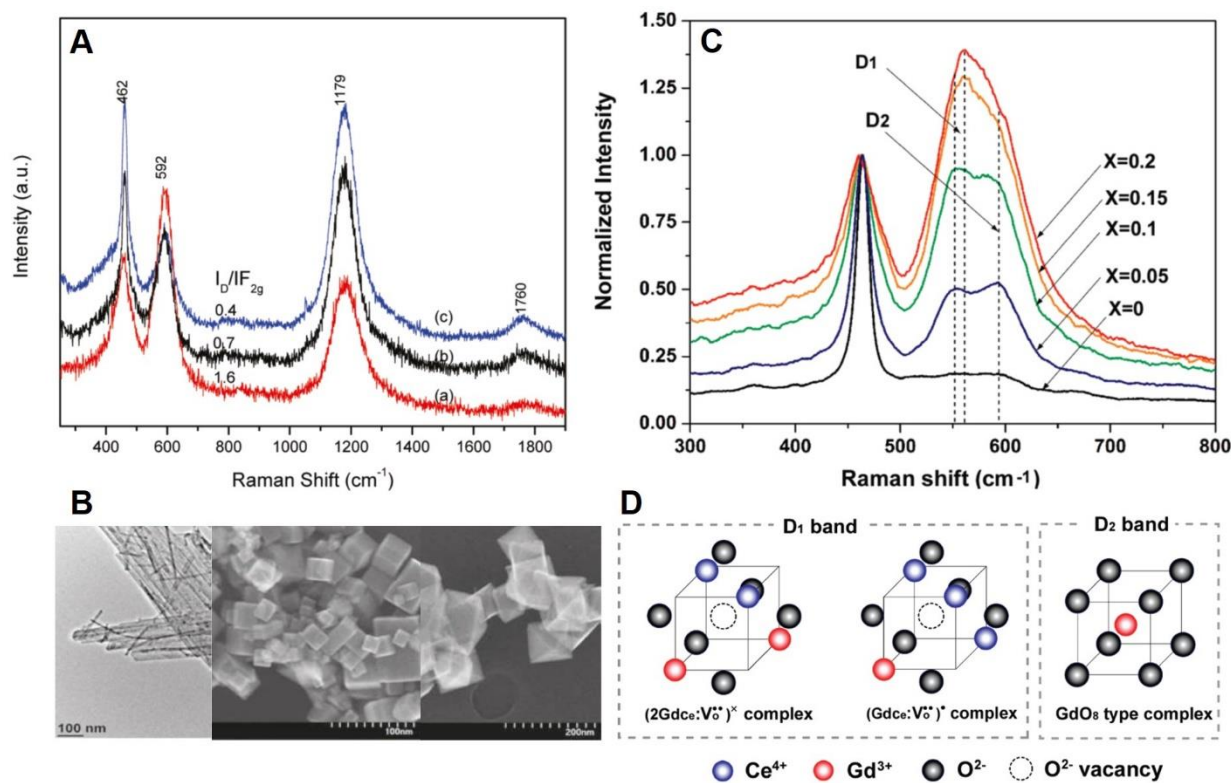 A
462
592
1179
1760
I_D/IF_2g
0.4
0.7
1.6
(c)
(b)
(a)
Intensity (a.u.)
400 600 800 1000 1200 1400 1600 1800
Raman Shift (cm⁻¹)
C
1.50
1.25
1.00
0.75
0.50
0.25
0.00
Normalized Intensity
D1
D2
X=0.2
X=0.15
X=0.1
X=0.05
X=0
300 400 500 600 700 800
Raman shift (cm-1)
B
100 nm
100nm
200nm
D
D₁ band
D₂ band
(2Gdce:V₀••)ˣ complex
(Gdce:V₀••)• complex
GdO₈ type complex
Ce⁴⁺ Gd³⁺ O²⁻ O²⁻ vacancy